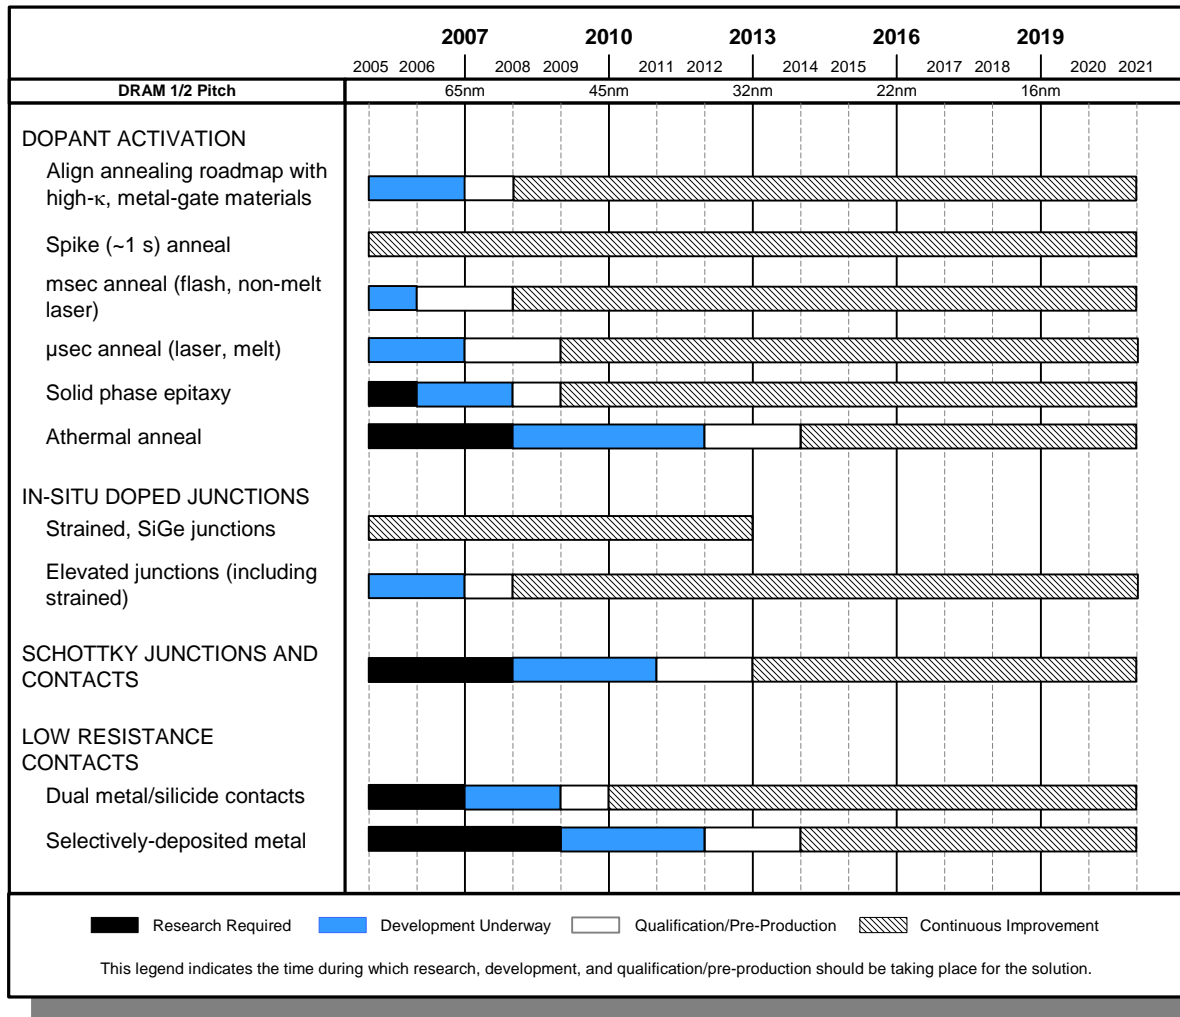 2007 2010 2013 2016 2019
2005 2006 2008 2009 2011 2012 2014 2015 2017 2018 2020 2021
DRAM 1/2 Pitch 65nm 45nm 32nm 22nm 16nm
DOPANT ACTIVATION
Align annealing roadmap with
high-κ, metal-gate materials
Spike (~1 s) anneal
msec anneal (flash, non-melt
laser)
µsec anneal (laser, melt)
Solid phase epitaxy
Athermal anneal
IN-SITU DOPED JUNCTIONS
Strained, SiGe junctions
Elevated junctions (including
strained)
SCHOTTKY JUNCTIONS AND
CONTACTS
LOW RESISTANCE
CONTACTS
Dual metal/silicide contacts
Selectively-deposited metal
Research Required Development Underway Qualification/Pre-Production Continuous Improvement
This legend indicates the time during which research, development, and qualification/pre-production should be taking place for the solution.